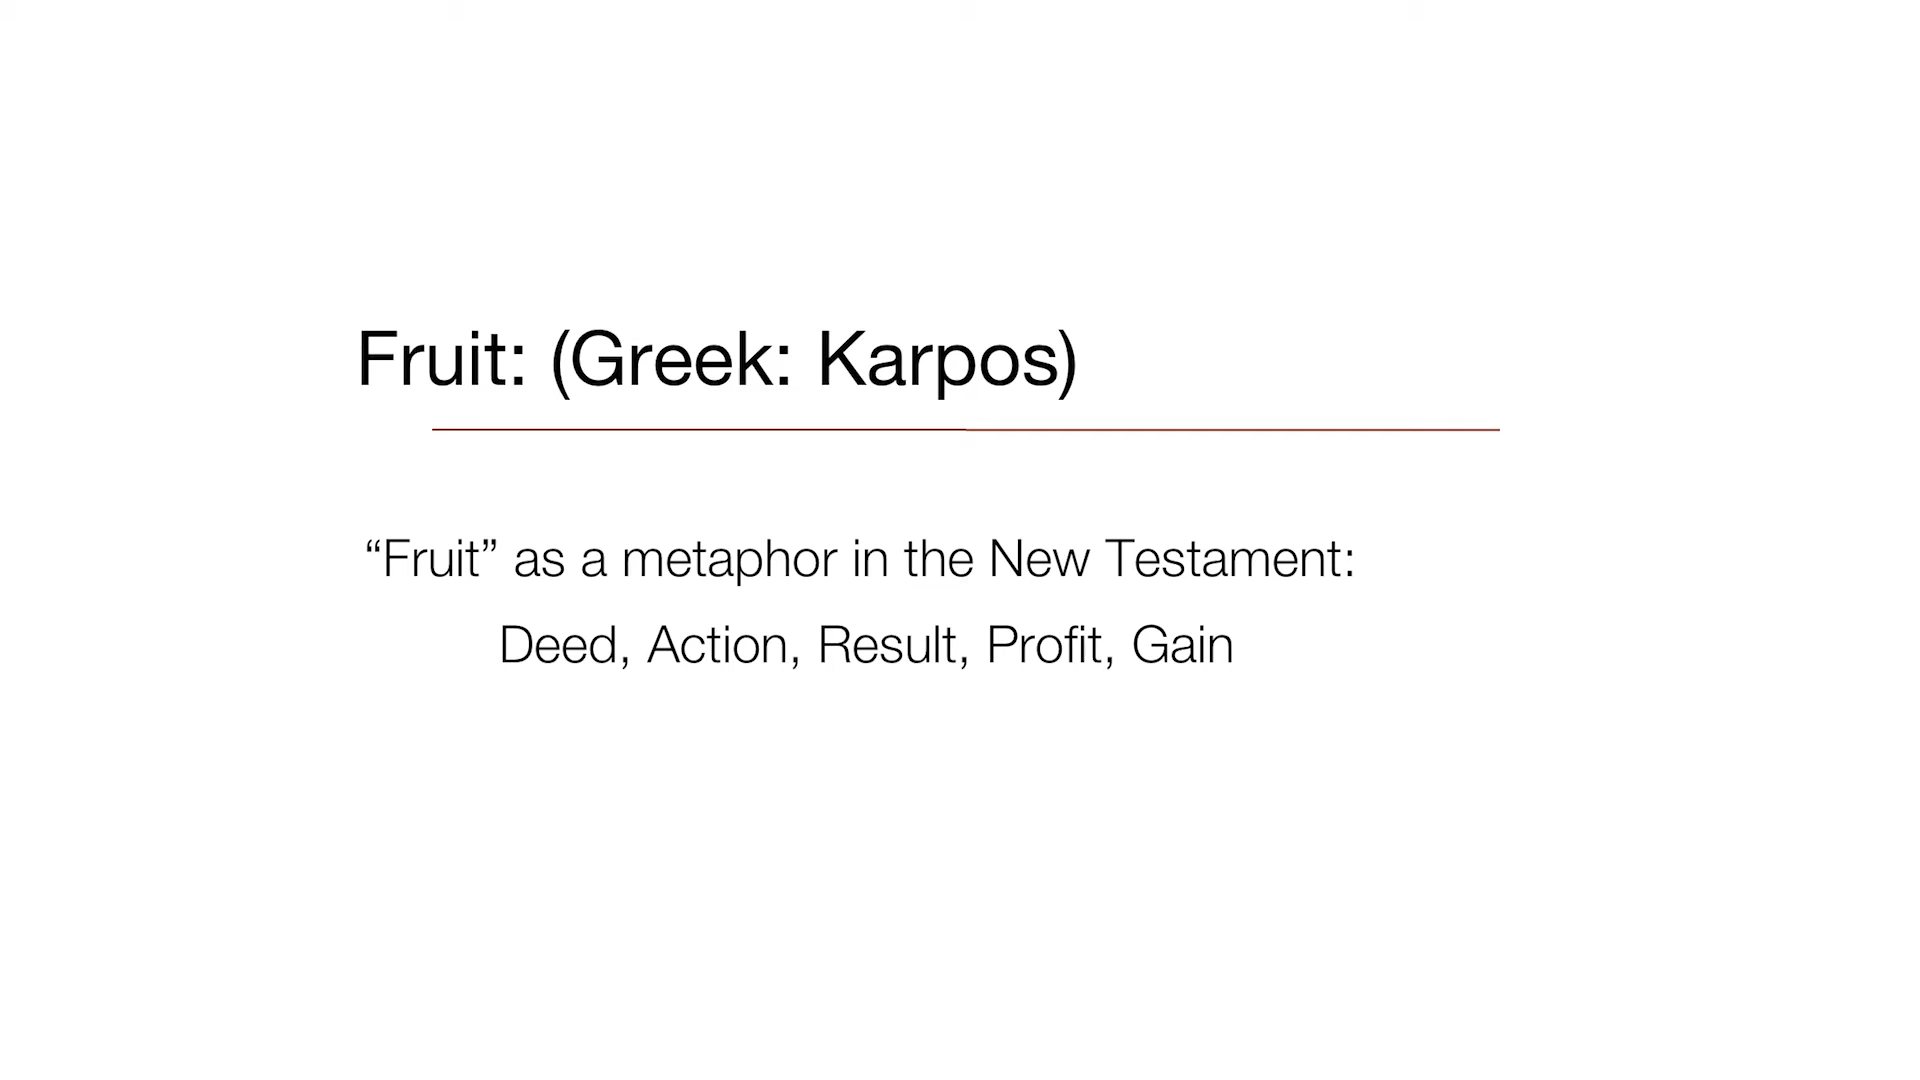 Fruit: (Greek: Karpos)
“Fruit” as a metaphor in the New Testament:
Deed, Action, Result, Profit, Gain